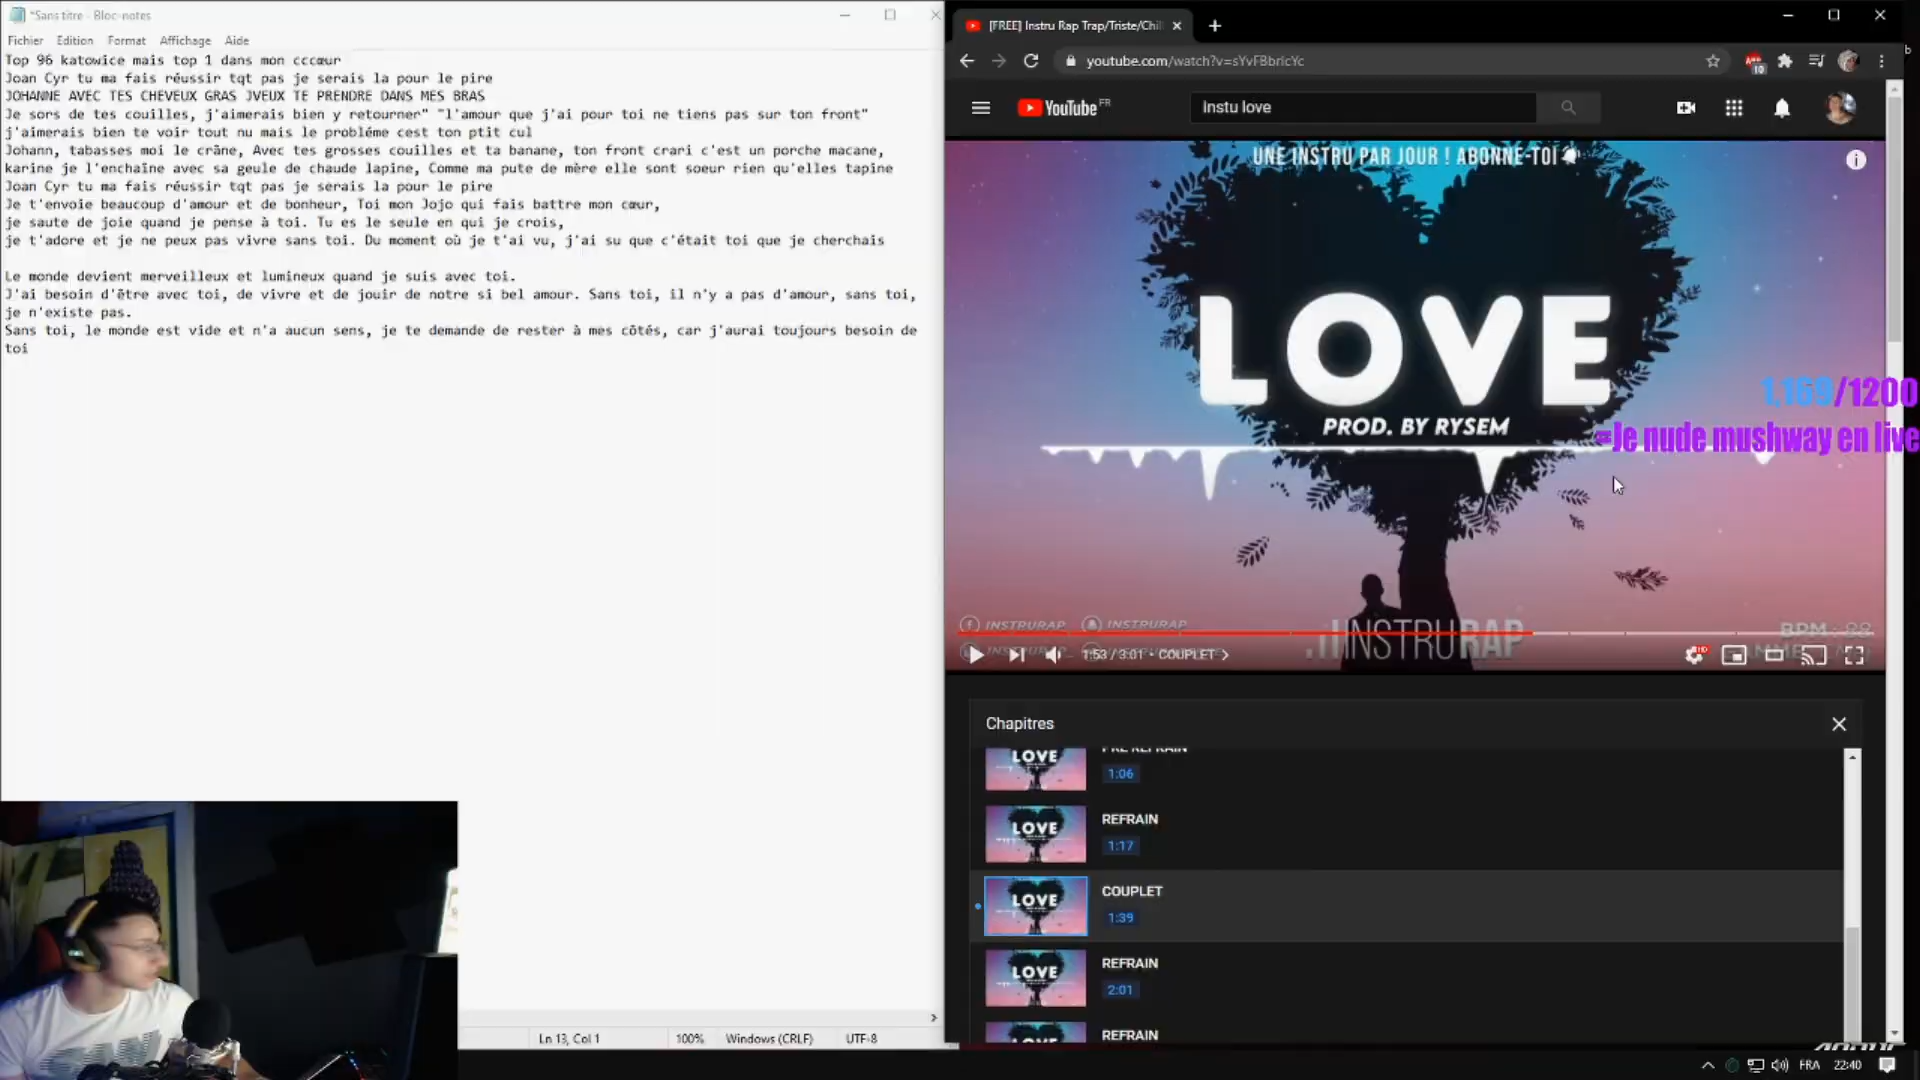 *Sans titre - Bloc-notes
Fichier Edition Format Affichage Aide
Top 96 katowice mais top 1 dans mon cccœur
Joan Cyr tu ma fais réussir tqt pas je serais la pour le pire
JOHANNE AVEC TES CHEVEUX GRAS JVEUX TE PRENDRE DANS MES BRAS
Je sors de tes couilles, j'aimerais bien y retourner" "l'amour que j'ai pour toi ne tiens pas sur ton front"
j'aimerais bien te voir tout nu mais le probléme cest ton ptit cul
Johann, tabasses moi le crâne, Avec tes grosses couilles et ta banane, ton front crari c'est un porche macane,
karine je l'enchaîne avec sa geule de chaude lapine, Comme ma pute de mère elle sont soeur rien qu'elles tapine
Joan Cyr tu ma fais réussir tqt pas je serais la pour le pire
Je t'envoie beaucoup d'amour et de bonheur, Toi mon Jojo qui fais battre mon cœur,
je saute de joie quand je pense à toi. Tu es le seule en qui je crois,
je t'adore et je ne peux pas vivre sans toi. Du moment où je t'ai vu, j'ai su que c'était toi que je cherchais
Le monde devient merveilleux et lumineux quand je suis avec toi.
J'ai besoin d'être avec toi, de vivre et de jouir de notre si bel amour. Sans toi, il n'y a pas d'amour, sans toi,
je n'existe pas.
Sans toi, le monde est vide et n'a aucun sens, je te demande de rester à mes côtés, car j'aurai toujours besoin de
toi
Ln 13, Col 1 100% Windows (CRLF) UTF-8
[FREE] Instru Rap Trap/Triste/Chil
youtube.com/watch?v=sYvFBbrIcYc
10
YouTube FR
Instu love
UNE INSTRU PAR JOUR ! ABONNE-TOI
LOVE
PROD. BY RYSEM
1.169/1200
=Je nude mushway en live
INSTRURAP INSTRURAP
INSTRURAP
BPM : 88
1:53 / 3:01 • COUPLET
HD
Chapitres
LOVE
PRE REFRAIN
1:06
LOVE
REFRAIN
1:17
LOVE
COUPLET
1:39
LOVE
REFRAIN
2:01
REFRAIN
FRA 22:40